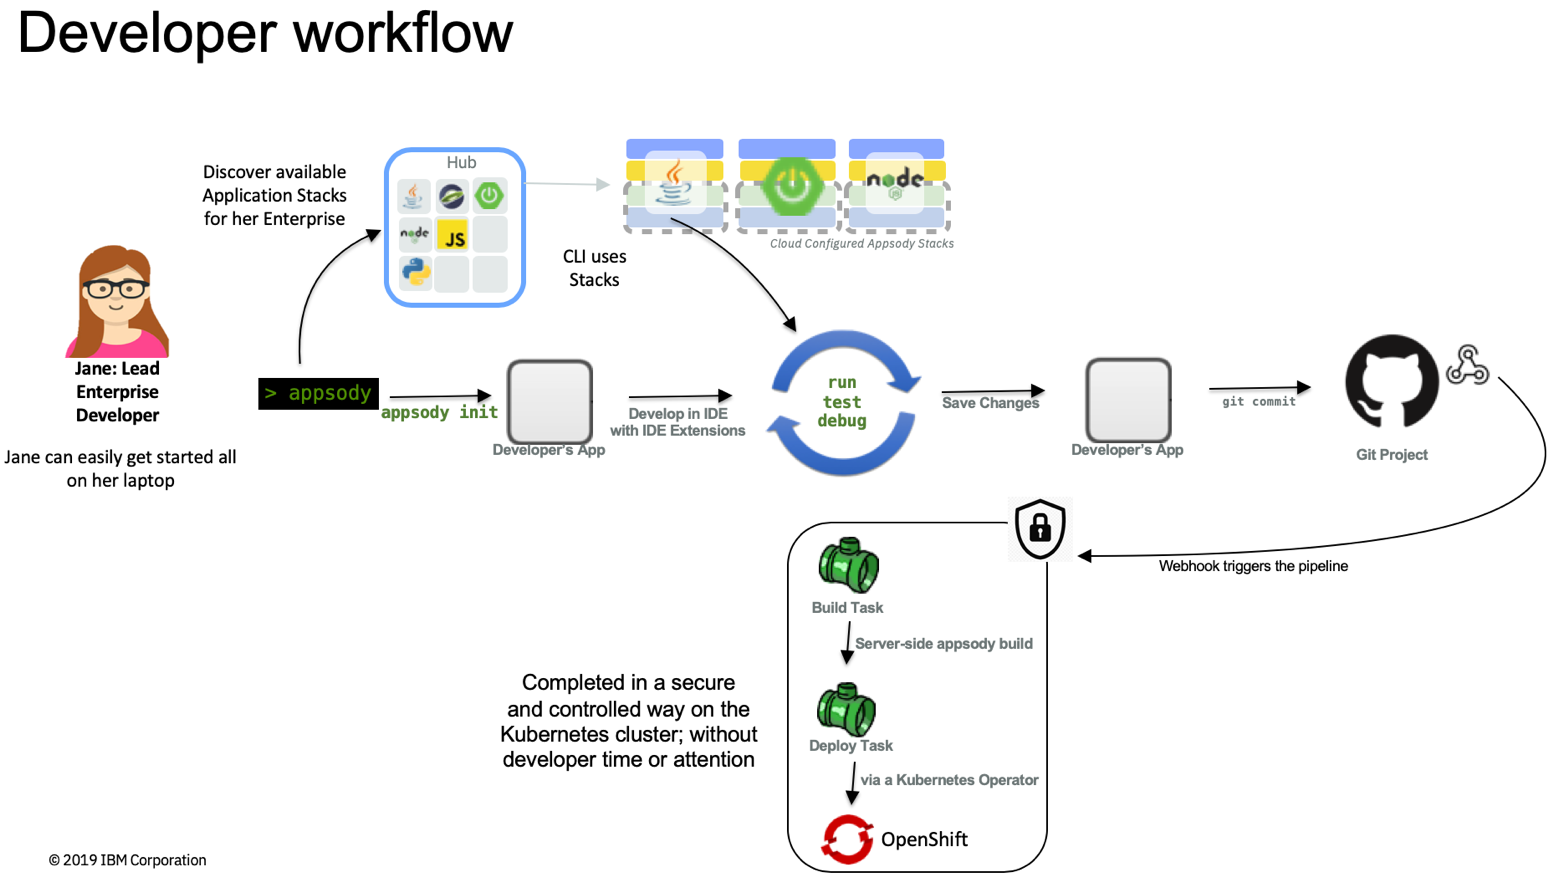 Developer workflow
Discover available
Application Stacks
for her Enterprise
Hub
node
JS
node
JS
Cloud Configured Appsody Stacks
CLI uses
Stacks
Jane: Lead
Enterprise
Developer
Jane can easily get started all
on her laptop
> appsody
appsody init
Developer's App
Develop in IDE
with IDE Extensions
run
test
debug
Save Changes
Developer's App
git commit
Git Project
Webhook triggers the pipeline
Build Task
Server-side appsody build
Deploy Task
via a Kubernetes Operator
OpenShift
Completed in a secure
and controlled way on the
Kubernetes cluster; without
developer time or attention
© 2019 IBM Corporation